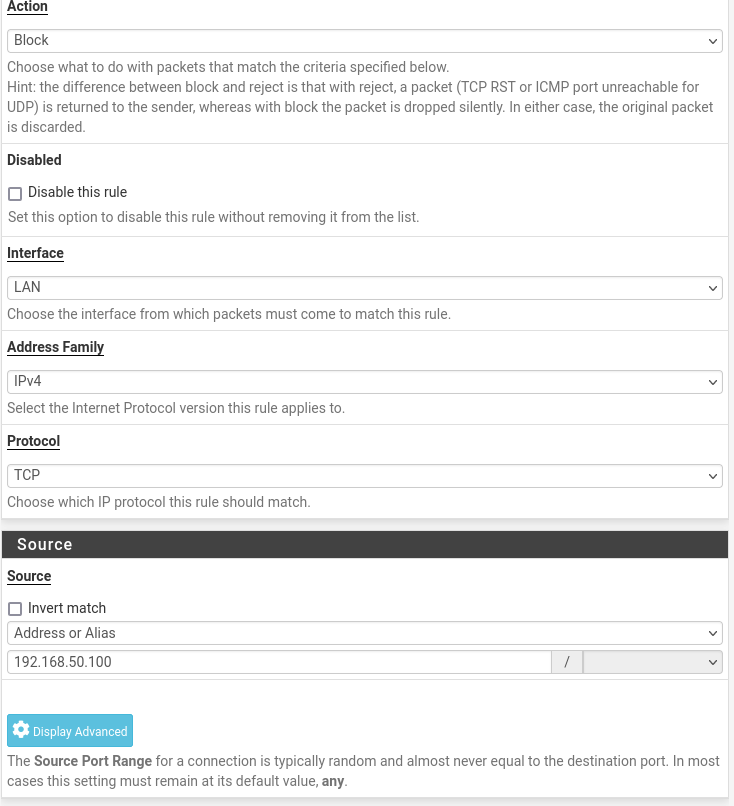 Action
Block
Choose what to do with packets that match the criteria specified below.
Hint: the difference between block and reject is that with reject, a packet (TCP RST or ICMP port unreachable for
UDP) is returned to the sender, whereas with block the packet is dropped silently. In either case, the original packet
is discarded.
Disabled
Disable this rule
Set this option to disable this rule without removing it from the list.
Interface
LAN
Choose the interface from which packets must come to match this rule.
Address Family
IPv4
Select the Internet Protocol version this rule applies to.
Protocol
TCP
Choose which IP protocol this rule should match.
Source
Source
Invert match
Address or Alias
192.168.50.100 /
Display Advanced
The Source Port Range for a connection is typically random and almost never equal to the destination port. In most
cases this setting must remain at its default value, any.